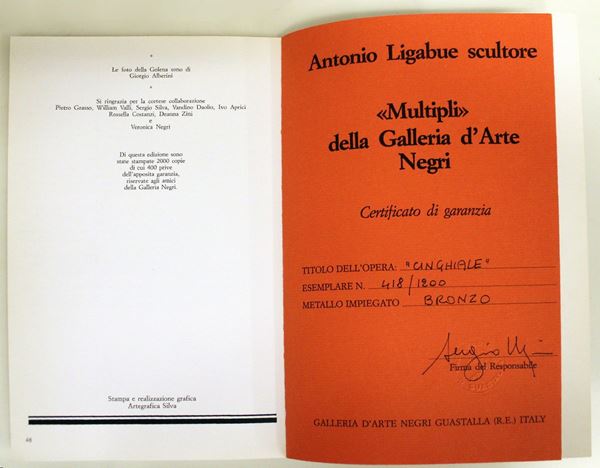 *
Le foto della Golena sono di
Giorgio Alberini
*
Si ringrazia per la cortese collaborazione
Pietro Grasso, William Valli, Sergio Silva, Vandino Daolio, Ivo Aprici
Rossella Costanzi, Deanna Zini
e
Veronica Negri
Di questa edizione sono
state stampate 2000 copie
di cui 400 prive
dell'apposita garanzia,
riservate agli amici
della Galleria Negri.
Stampa e realizzazione grafica
Artegrafica Silva
68
Antonio Ligabue scultore
«Multipli»
della Galleria d'Arte
Negri
Certificato di garanzia
TITOLO DELL'OPERA: "CINGHIALE"
ESEMPLARE N. 418/1200
METALLO IMPIEGATO BRONZO
Sergio
Firma del Responsabile
GALLERIA D'ARTE NEGRI GUASTALLA (R.E.) ITALY